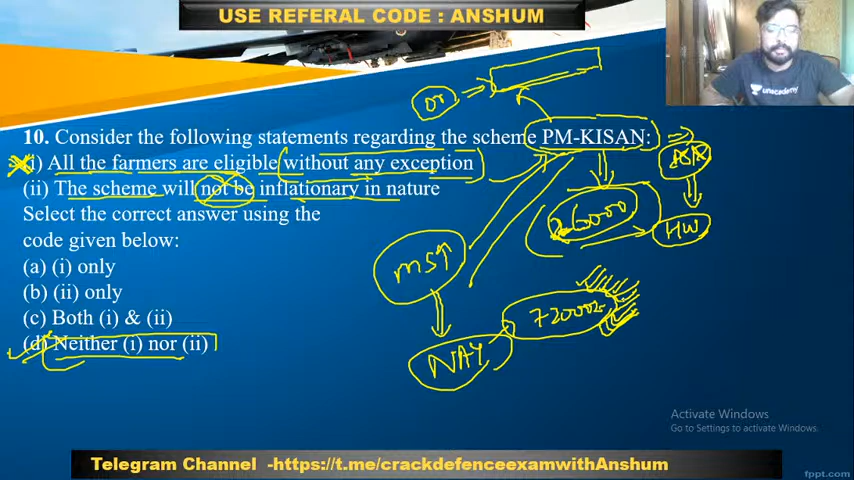 USE REFERAL CODE : ANSHUM
unacademy
10. Consider the following statements regarding the scheme PM-KISAN:
(i) All the farmers are eligible without any exception
(ii) The scheme will not be inflationary in nature
Select the correct answer using the
code given below:
(a) (i) only
(b) (ii) only
(c) Both (i) & (ii)
(d) Neither (i) nor (ii)
HW
MS↑
NAY
Activate Windows
Go to Settings to activate Windows.
Telegram Channel -https://t.me/crackdefenceexamwithAnshum
fppt.com